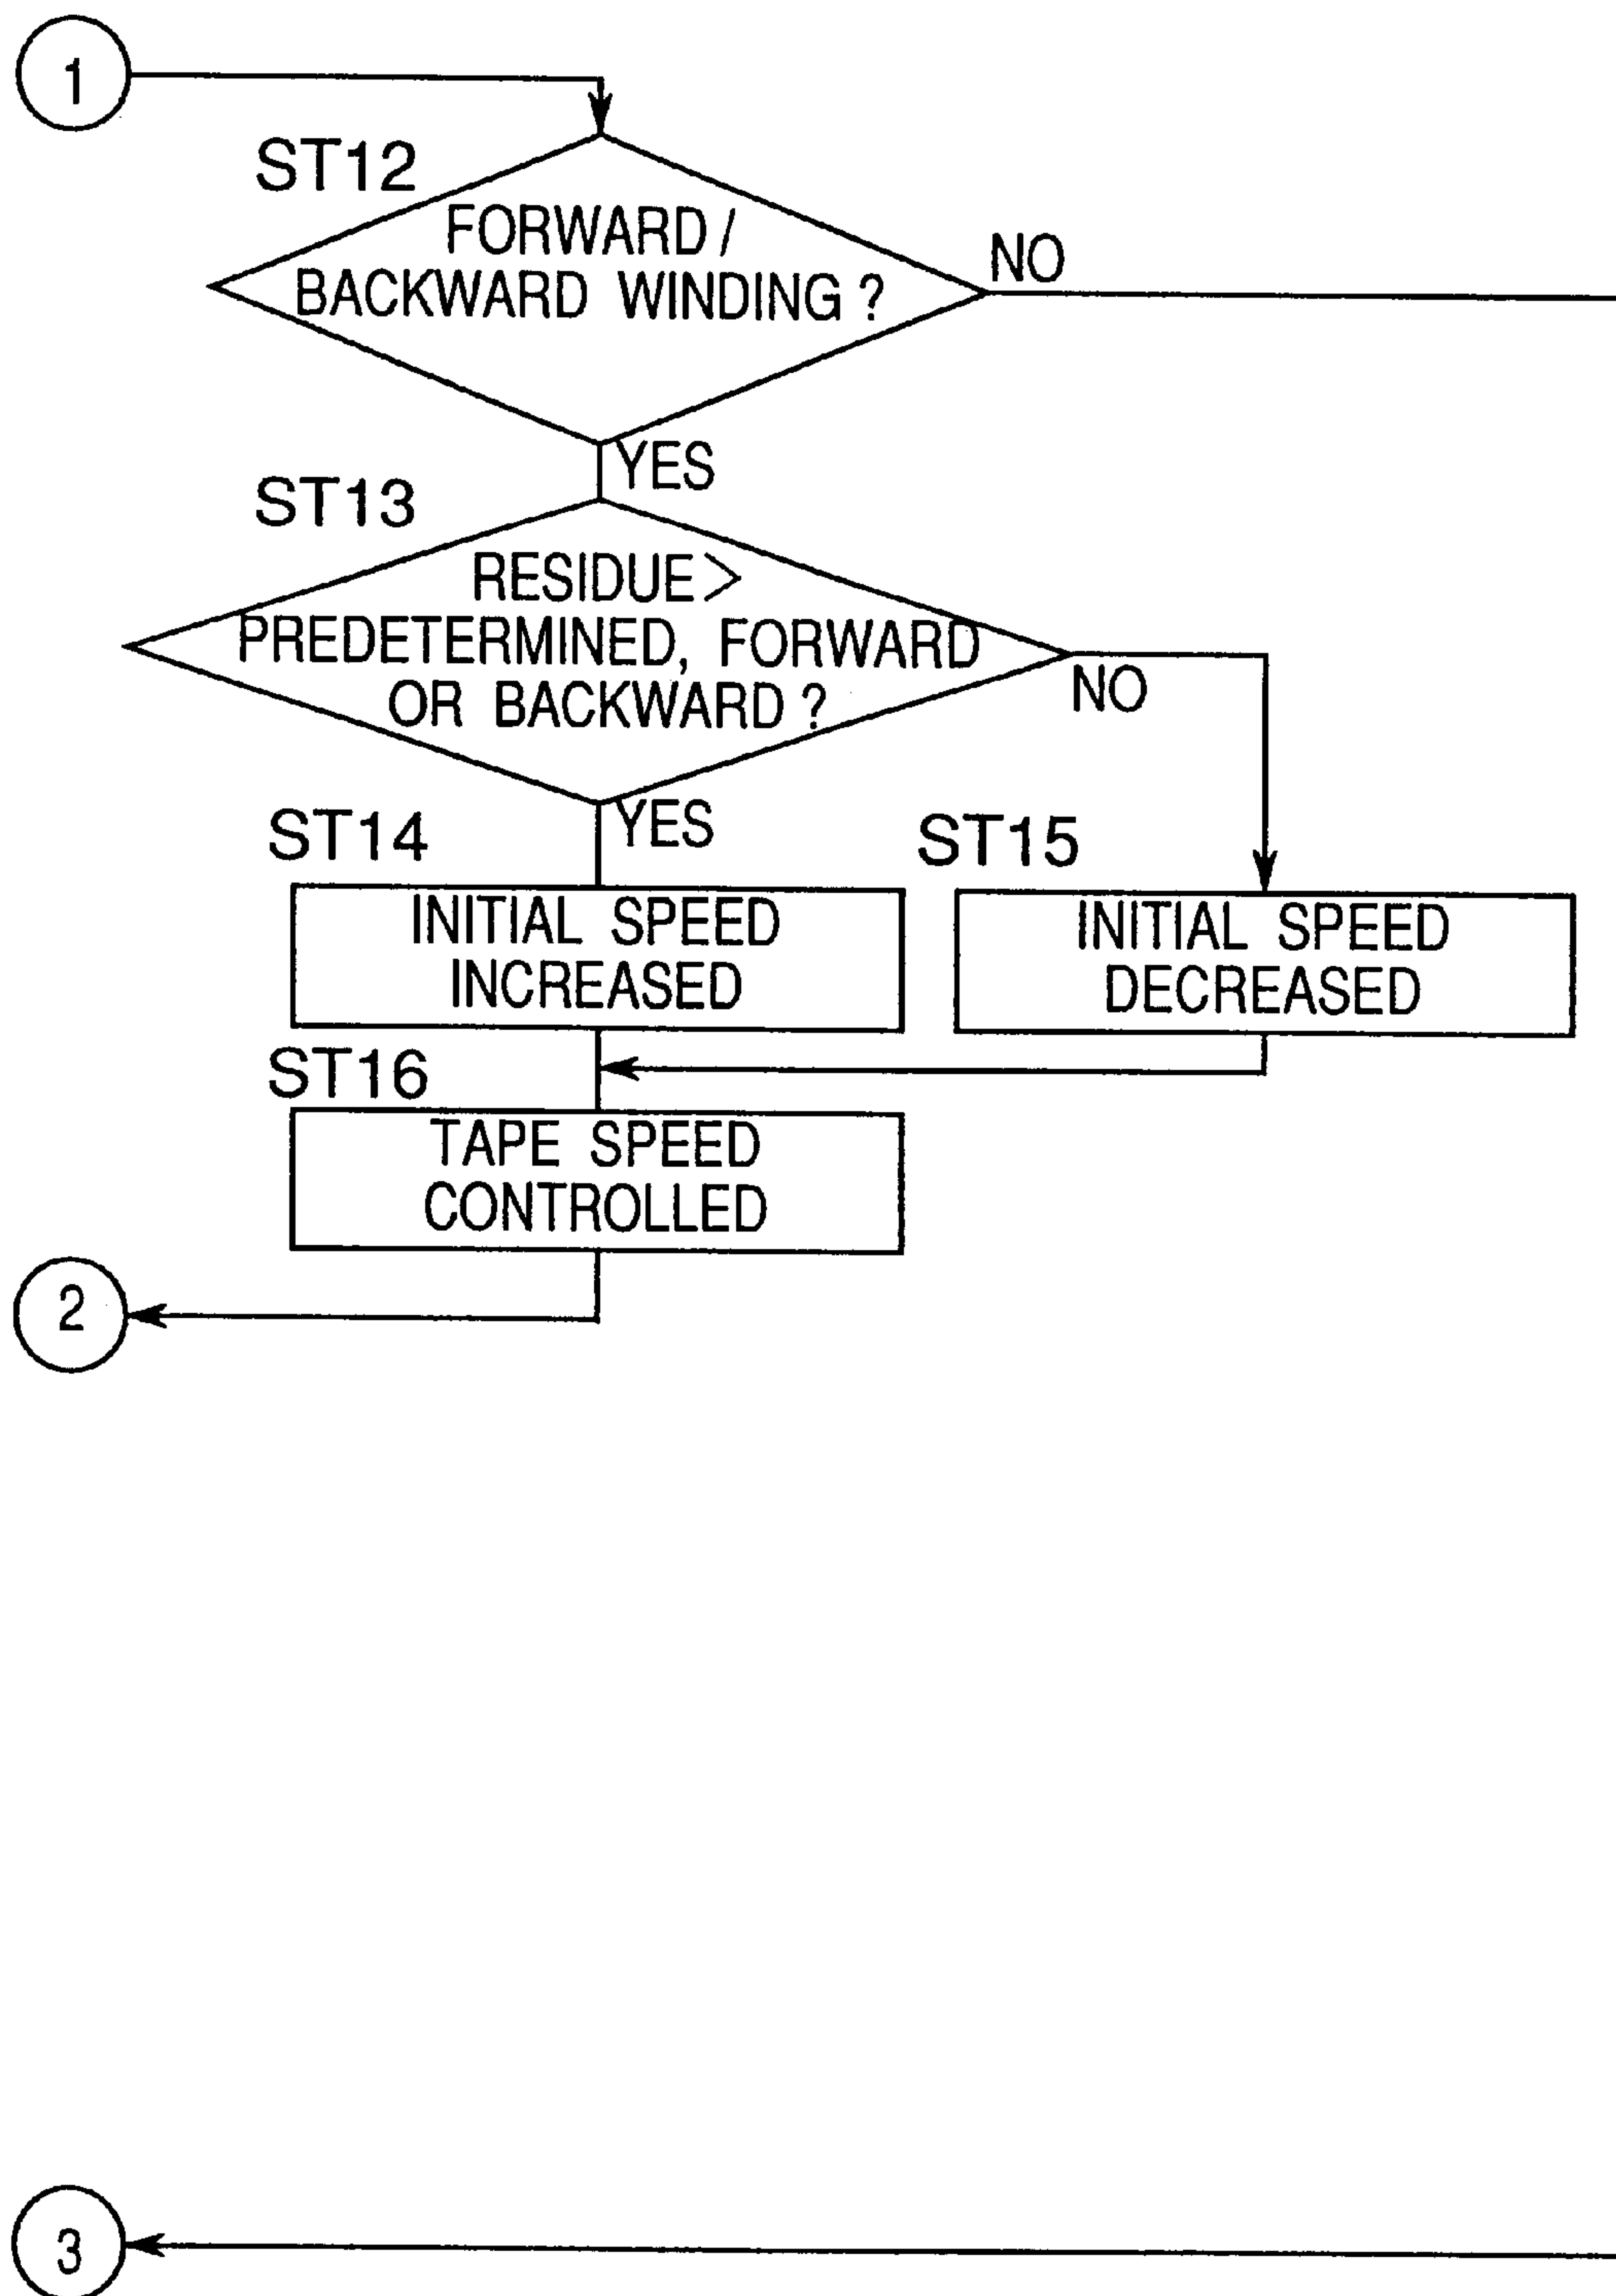 1
ST12
FORWARD /
BACKWARD WINDING ?
NO
YES
ST13
RESIDUE >
PREDETERMINED, FORWARD
OR BACKWARD ?
NO
YES
ST14
INITIAL SPEED
INCREASED
ST15
INITIAL SPEED
DECREASED
ST16
TAPE SPEED
CONTROLLED
2
3